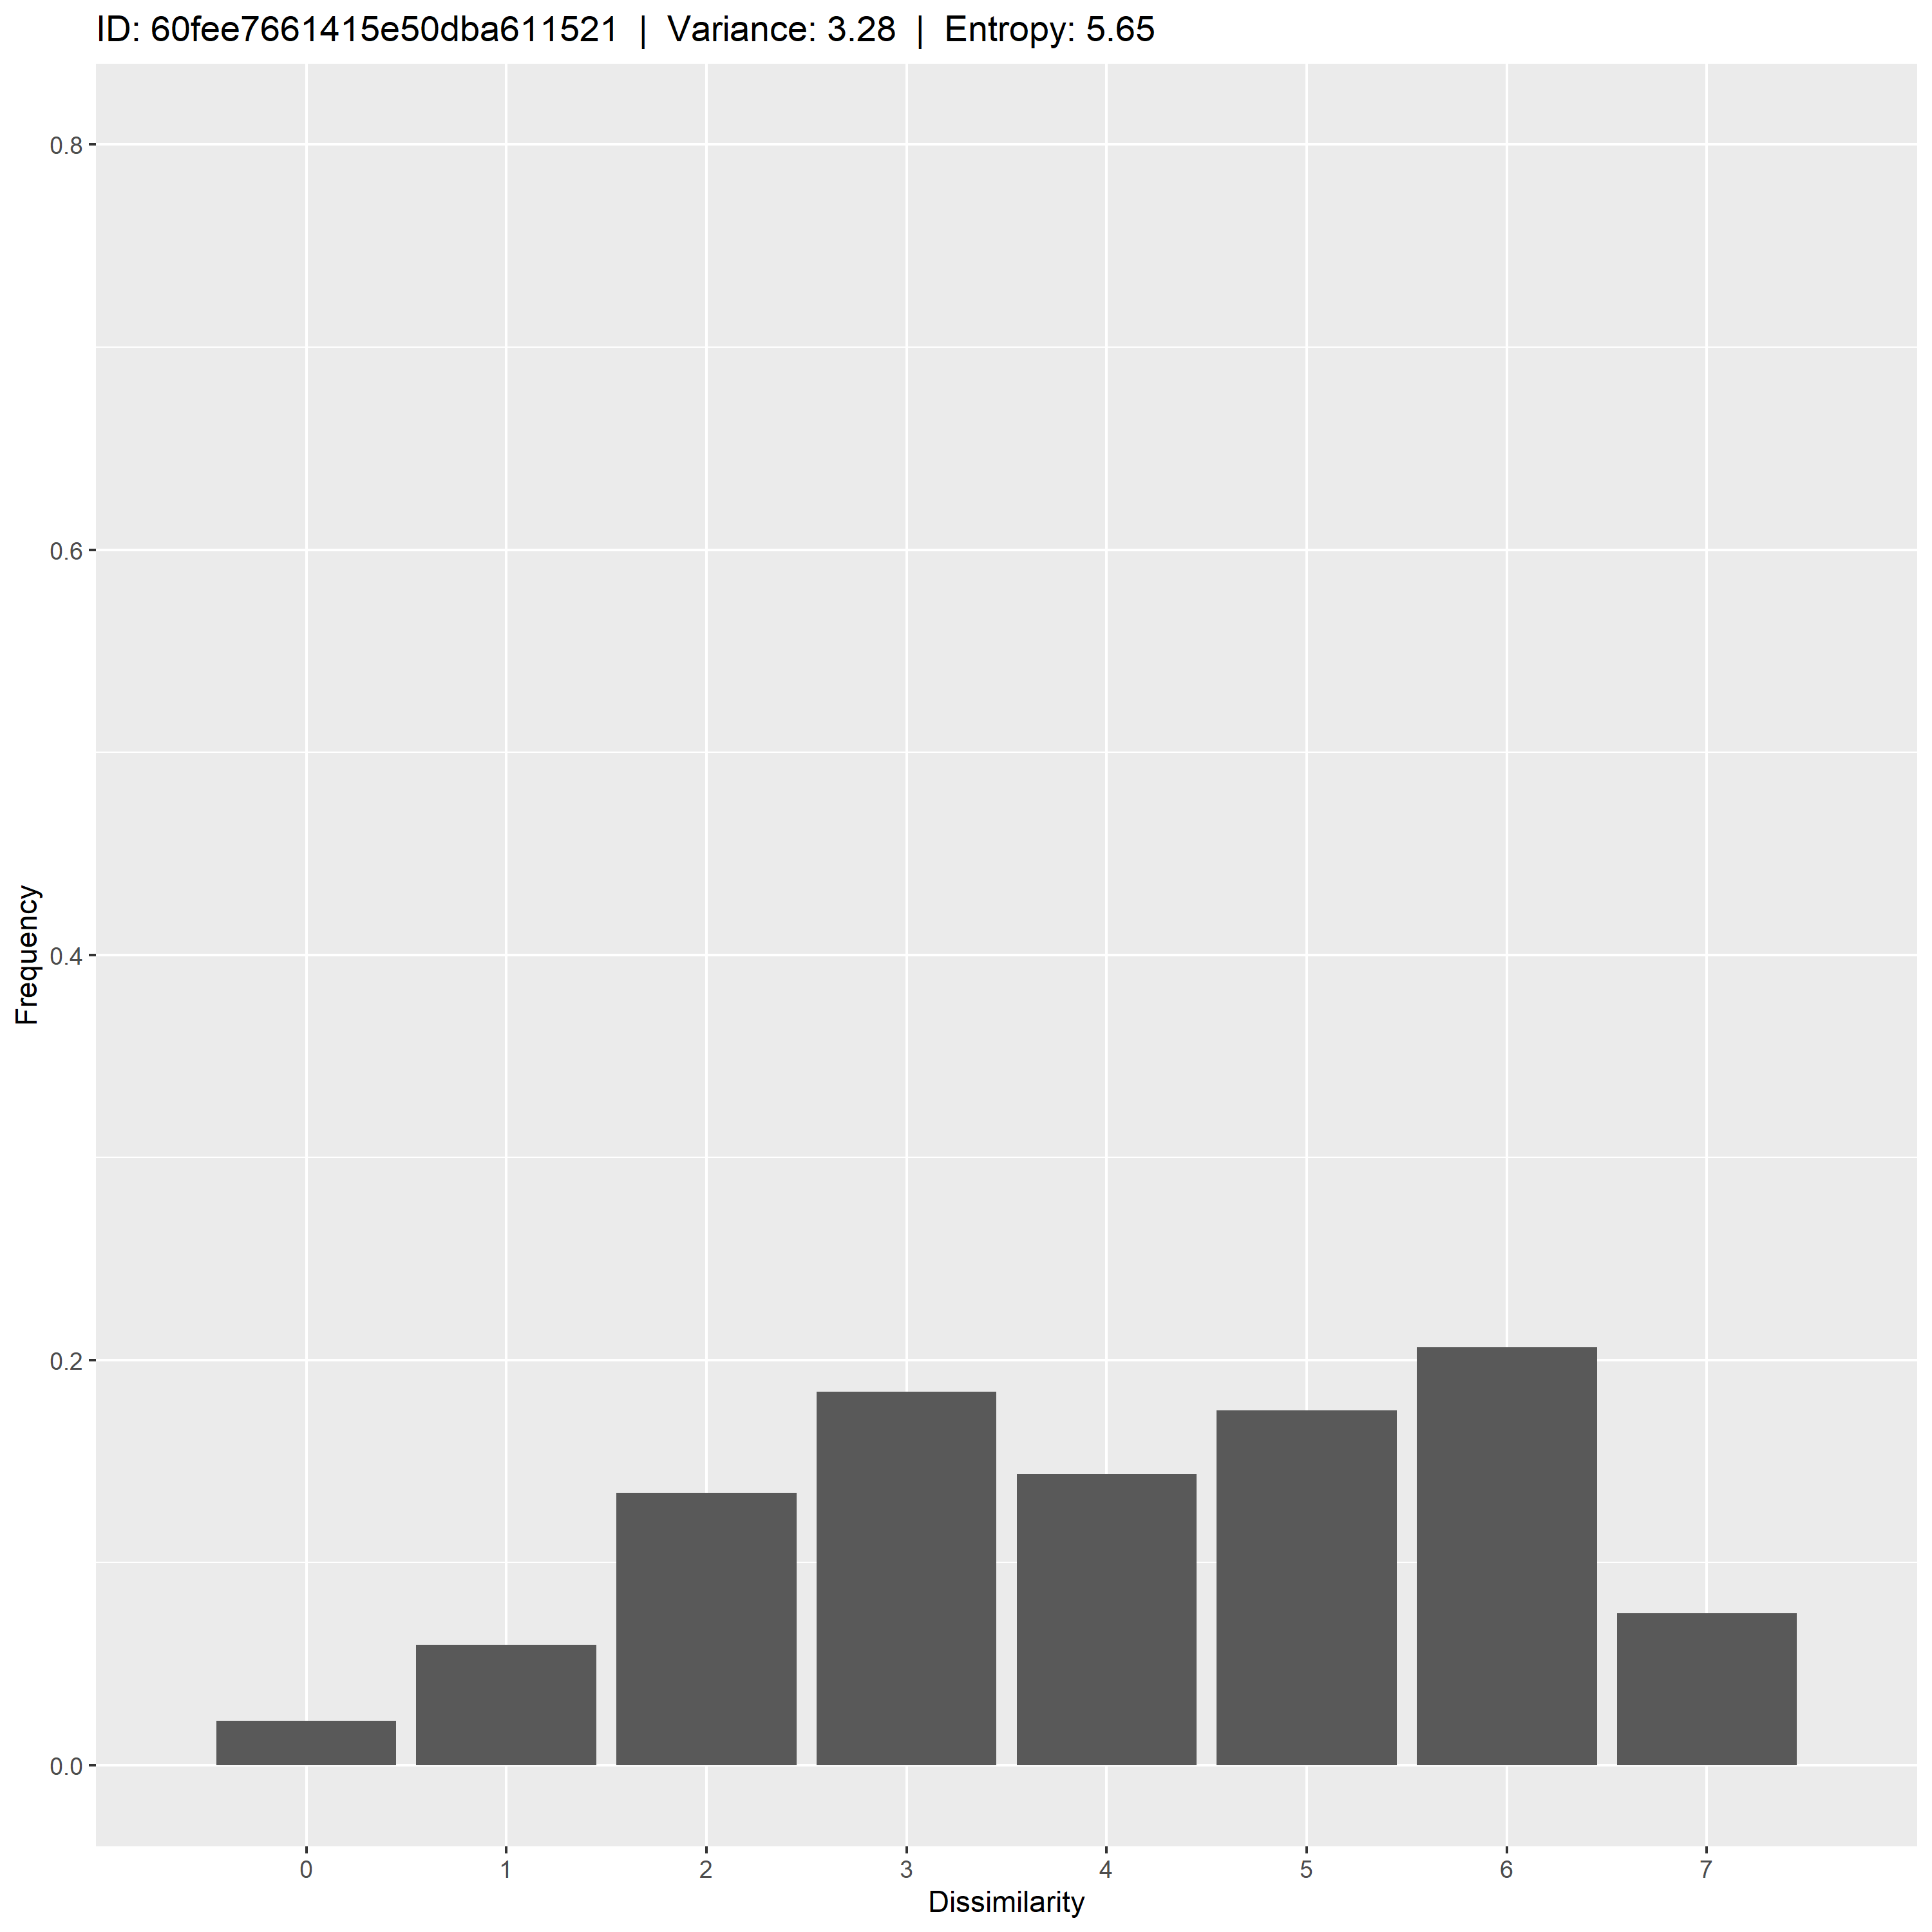 ID: 60fee7661415e50dba611521 | Variance: 3.28 | Entropy: 5.65
0.8
0.6
0.4
0.2
0.0
Frequency
0 1 2 3 4 5 6 7
Dissimilarity